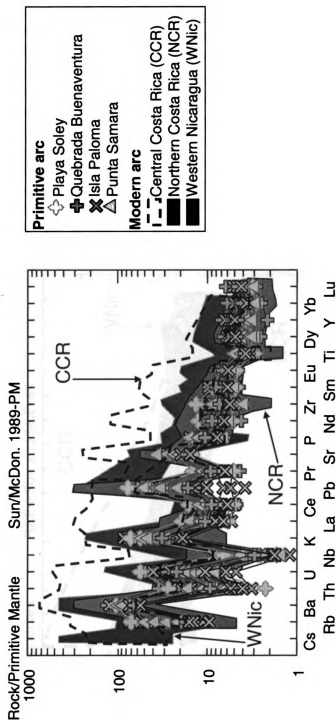 Rock/Primitive Mantle Sun/McDon. 1989-PM
1000
100
10
1
CCR
WNic
NCR
Cs Ba U K Ce Pr P Zr Eu Dy Yb
Rb Th Nb La Pb Sr Nd Sm Ti Y Lu
Primitive arc
Playa Soley
Quebrada Buenaventura
Isla Paloma
Punta Samara
Modern arc
Central Costa Rica (CCR)
Northern Costa Rica (NCR)
Western Nicaragua (WNic)